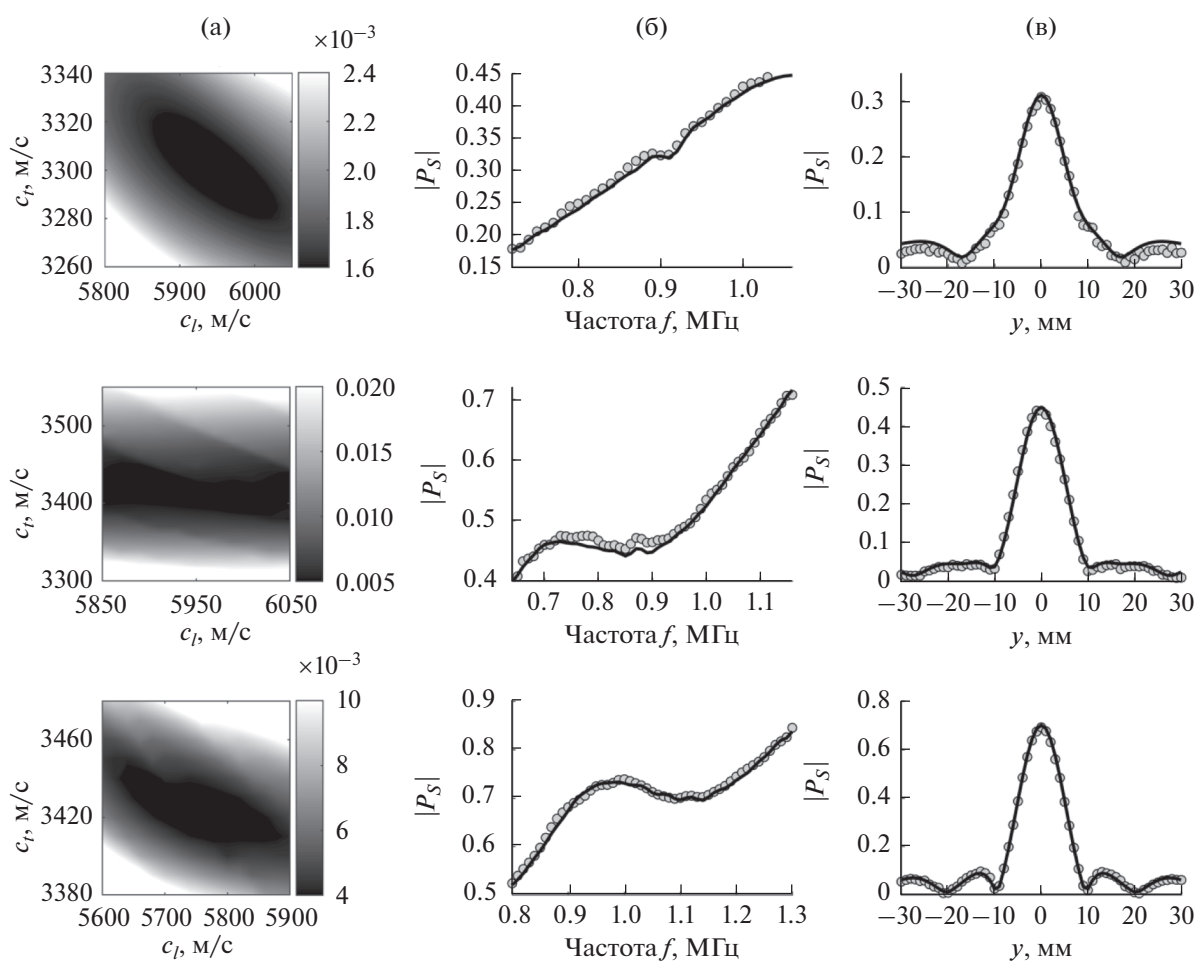 (а)
×10⁻³
3340
3320
3300
3280
3260
c_t, м/с
5800 5900 6000
c_l, м/с
2.4
2.2
2.0
1.8
1.6
(б)
0.45
0.40
0.35
0.30
0.25
0.20
0.15
|P_S|
0.8 0.9 1.0
Частота f, МГц
(в)
0.3
0.2
0.1
0
|P_S|
−30 −20 −10 0 10 20 30
y, мм
3500
3400
3300
c_t, м/с
5850 5950 6050
c_l, м/с
0.020
0.015
0.010
0.005
0.7
0.6
0.5
0.4
|P_S|
0.7 0.8 0.9 1.0 1.1
Частота f, МГц
0.5
0.4
0.3
0.2
0.1
0
|P_S|
−30 −20 −10 0 10 20 30
y, мм
×10⁻³
3460
3420
3380
c_t, м/с
5600 5700 5800 5900
c_l, м/с
10
8
6
4
0.9
0.8
0.7
0.6
0.5
|P_S|
0.8 0.9 1.0 1.1 1.2 1.3
Частота f, МГц
0.8
0.6
0.4
0.2
0
|P_S|
−30 −20 −10 0 10 20 30
y, мм